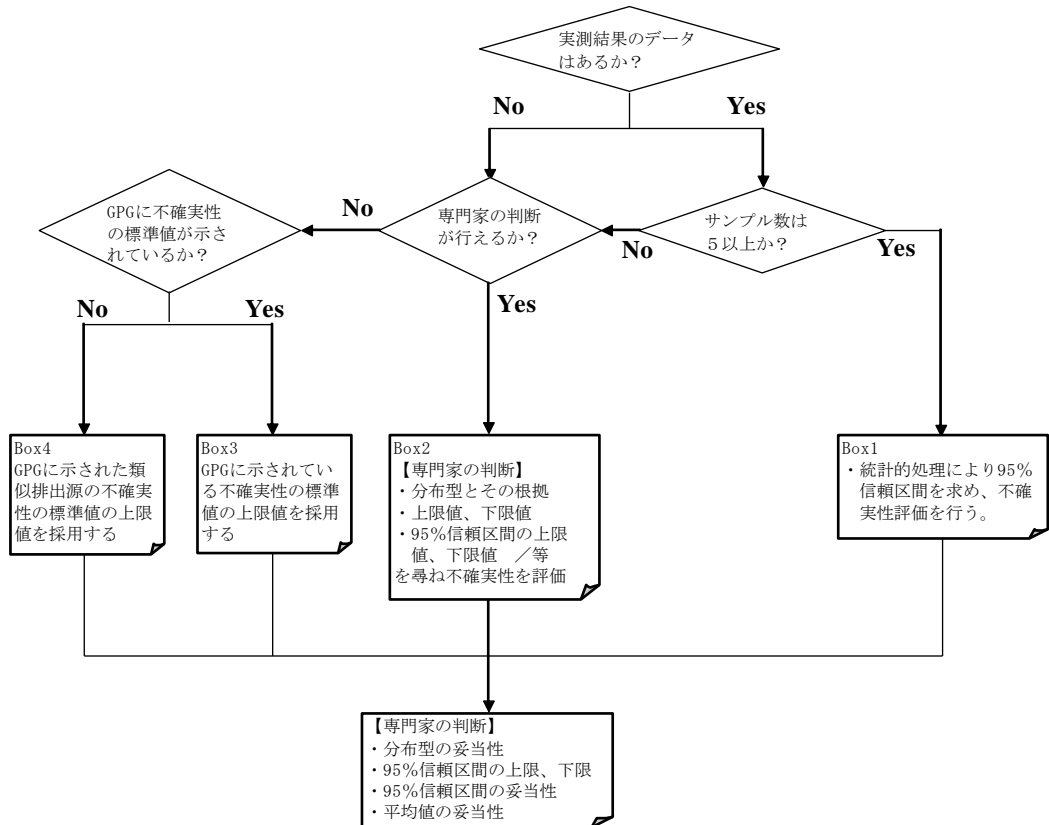 実測結果のデータ
はあるか？
No
Yes
GPGに不確実性
の標準値が示さ
れているか？
No
専門家の判断
が行えるか？
No
サンプル数は
５以上か？
Yes
No
Yes
Yes
Box4
GPGに示された類
似排出源の不確実
性の標準値の上限
値を採用する
Box3
GPGに示されてい
る不確実性の標準
値の上限値を採用
する
Box2
【専門家の判断】
・分布型とその根拠
・上限値、下限値
・95%信頼区間の上限
値、下限値　／等
を尋ね不確実性を評価
Box1
・統計的処理により95%
信頼区間を求め、不確
実性評価を行う。
【専門家の判断】
・分布型の妥当性
・95%信頼区間の上限、下限
・95%信頼区間の妥当性
・平均値の妥当性